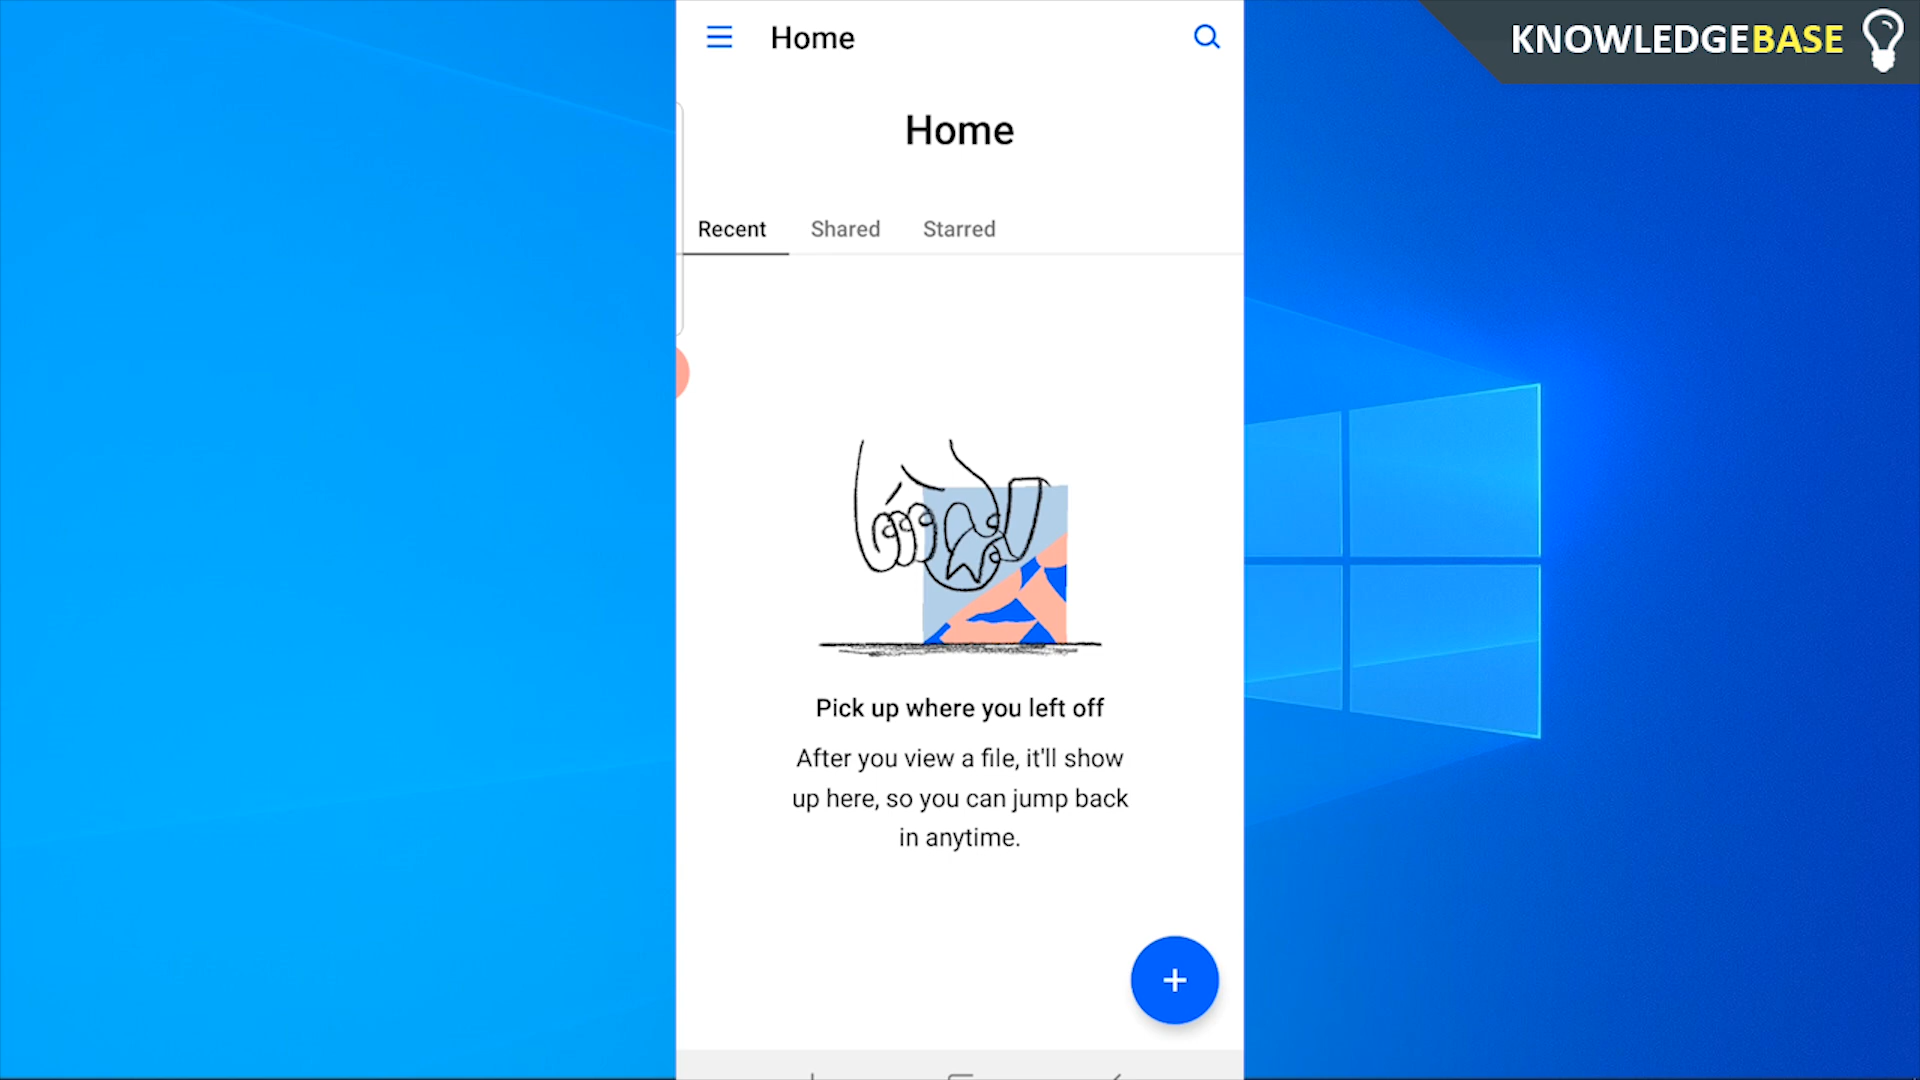 KNOWLEDGEBASE
Home
Home
Recent Shared Starred
Pick up where you left off
After you view a file, it'll show
up here, so you can jump back
in anytime.